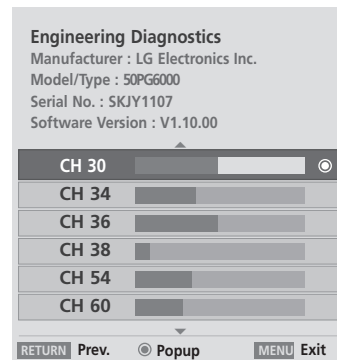 Engineering Diagnostics
Manufacturer : LG Electronics Inc.
Model/Type : 50PG6000
Serial No. : SKJY1107
Software Version : V1.10.00
CH 30
CH 34
CH 36
CH 38
CH 54
CH 60
RETURN Prev. Popup MENU Exit